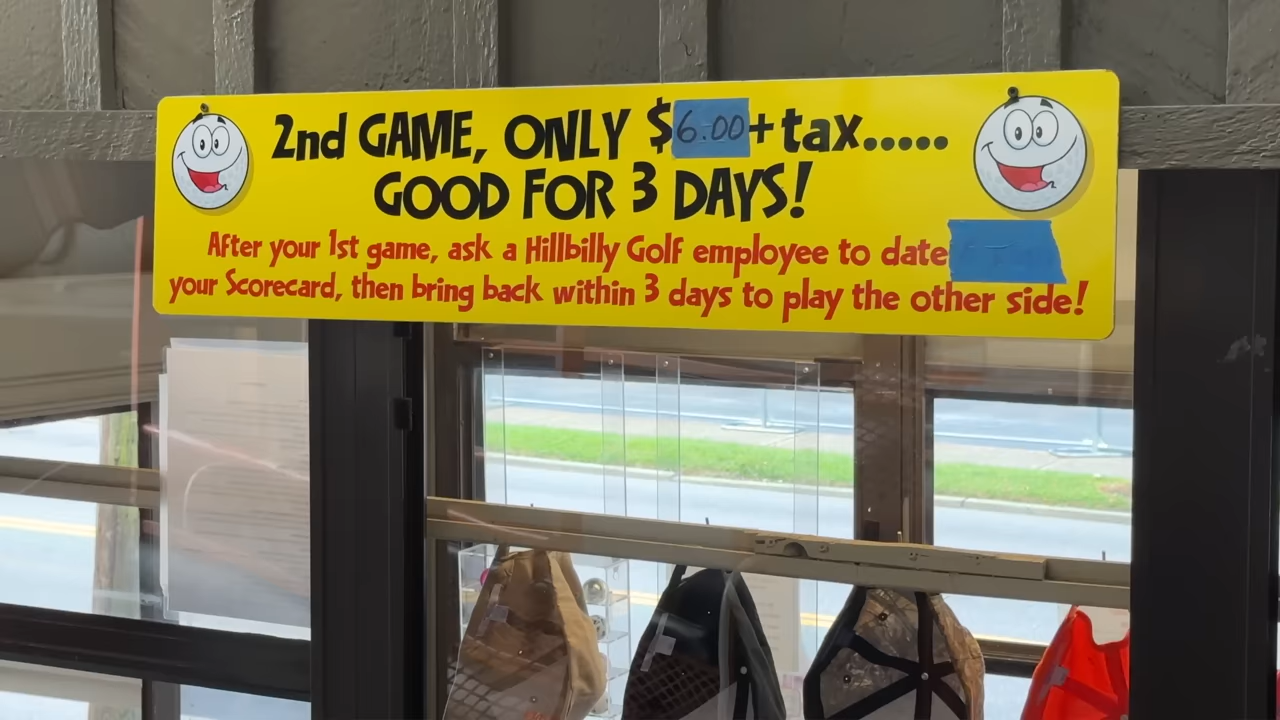 2nd GAME, ONLY $6.00+tax.....
GOOD FOR 3 DAYS!
After your 1st game, ask a Hillbilly Golf employee to date
your Scorecard, then bring back within 3 days to play the other side!